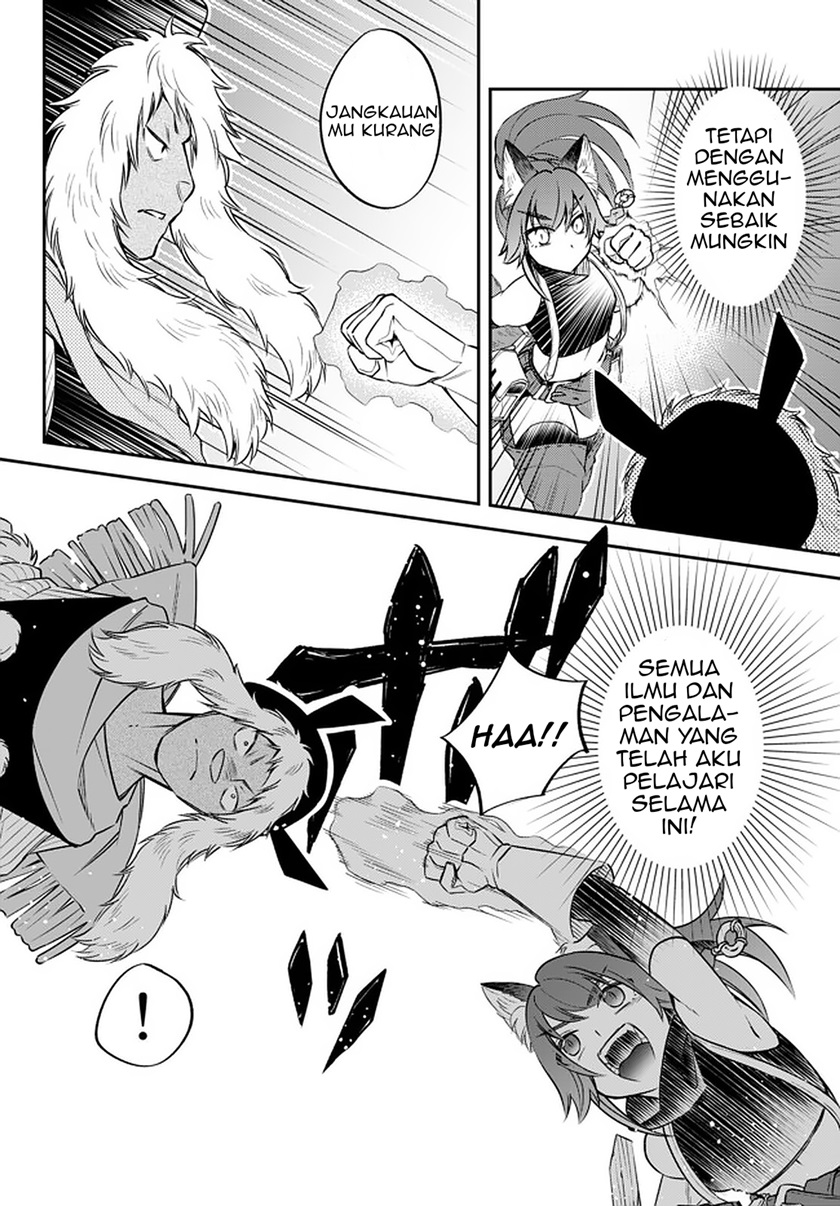 TETAPI
DENGAN
MENGGU-
NAKAN
SEBAIK
MUNGKIN
JANGKAUAN
MU KURANG
SEMUA
ILMU DAN
PENGALA-
MAN YANG
TELAH AKU
PELAJARI
SELAMA
INI!
HAA!!
!